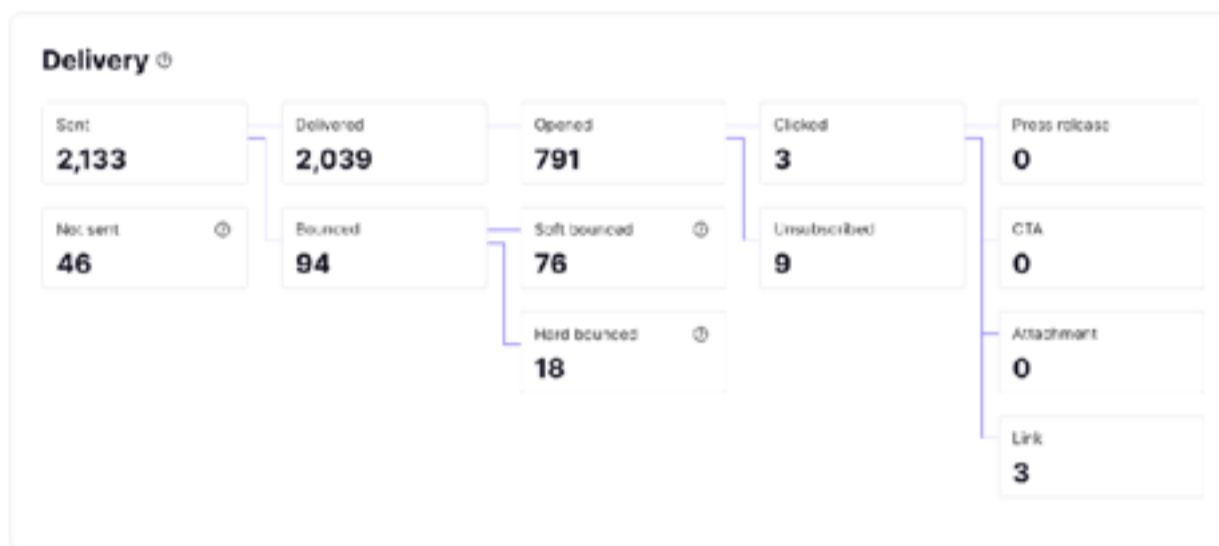 Delivery
Sent
2,133
Delivered
2,039
Opened
791
Clicked
3
Press release
0
Not sent
46
Bounced
94
Soft bounced
76
Unsubscribed
9
CTA
0
Hard bounced
18
Attachment
0
Link
3